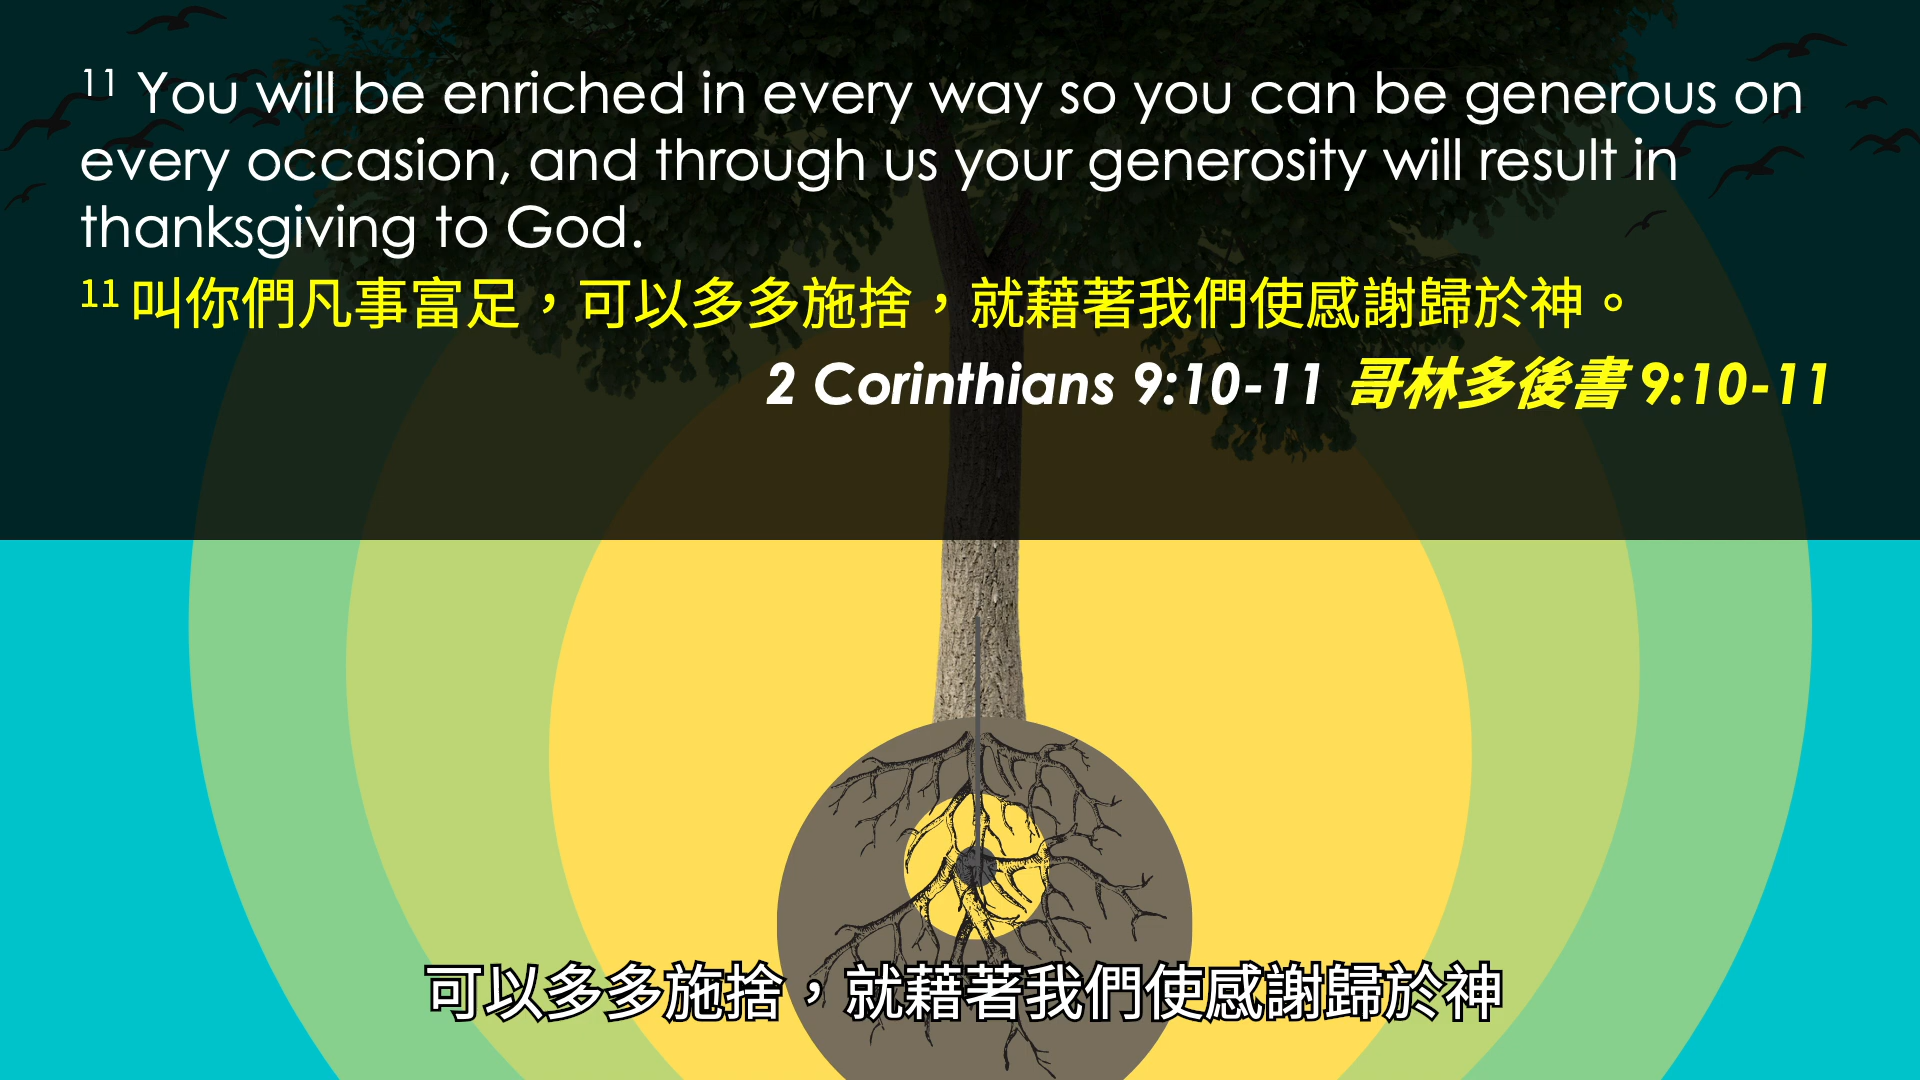 11 You will be enriched in every way so you can be generous on
every occasion, and through us your generosity will result in
thanksgiving to God.
11 叫你們凡事富足，可以多多施捨，就藉著我們使感謝歸於神。
2 Corinthians 9:10-11 哥林多後書 9:10-11
可以多多施捨，就藉著我們使感謝歸於神